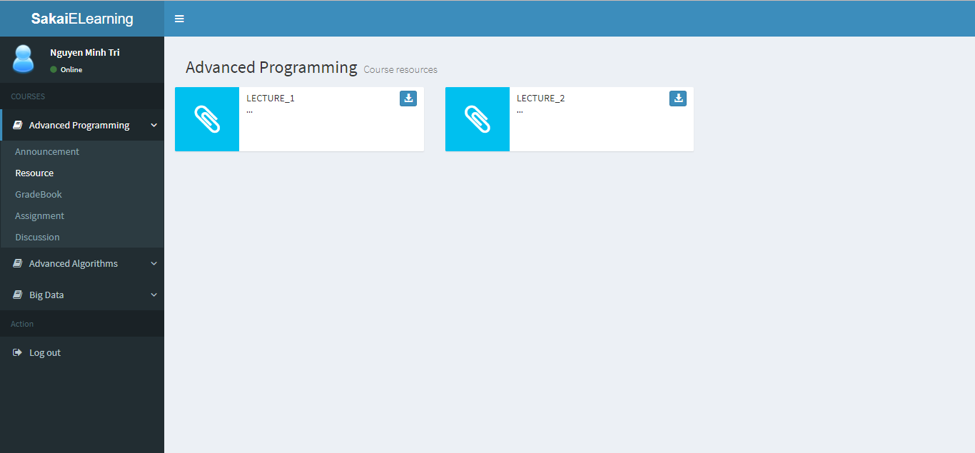 SakaiELearning
Nguyen Minh Tri
Online
COURSES
Advanced Programming
Announcement
Resource
GradeBook
Assignment
Discussion
Advanced Algorithms
Big Data
Action
Log out
Advanced Programming Course resources
LECTURE_1
...
LECTURE_2
...